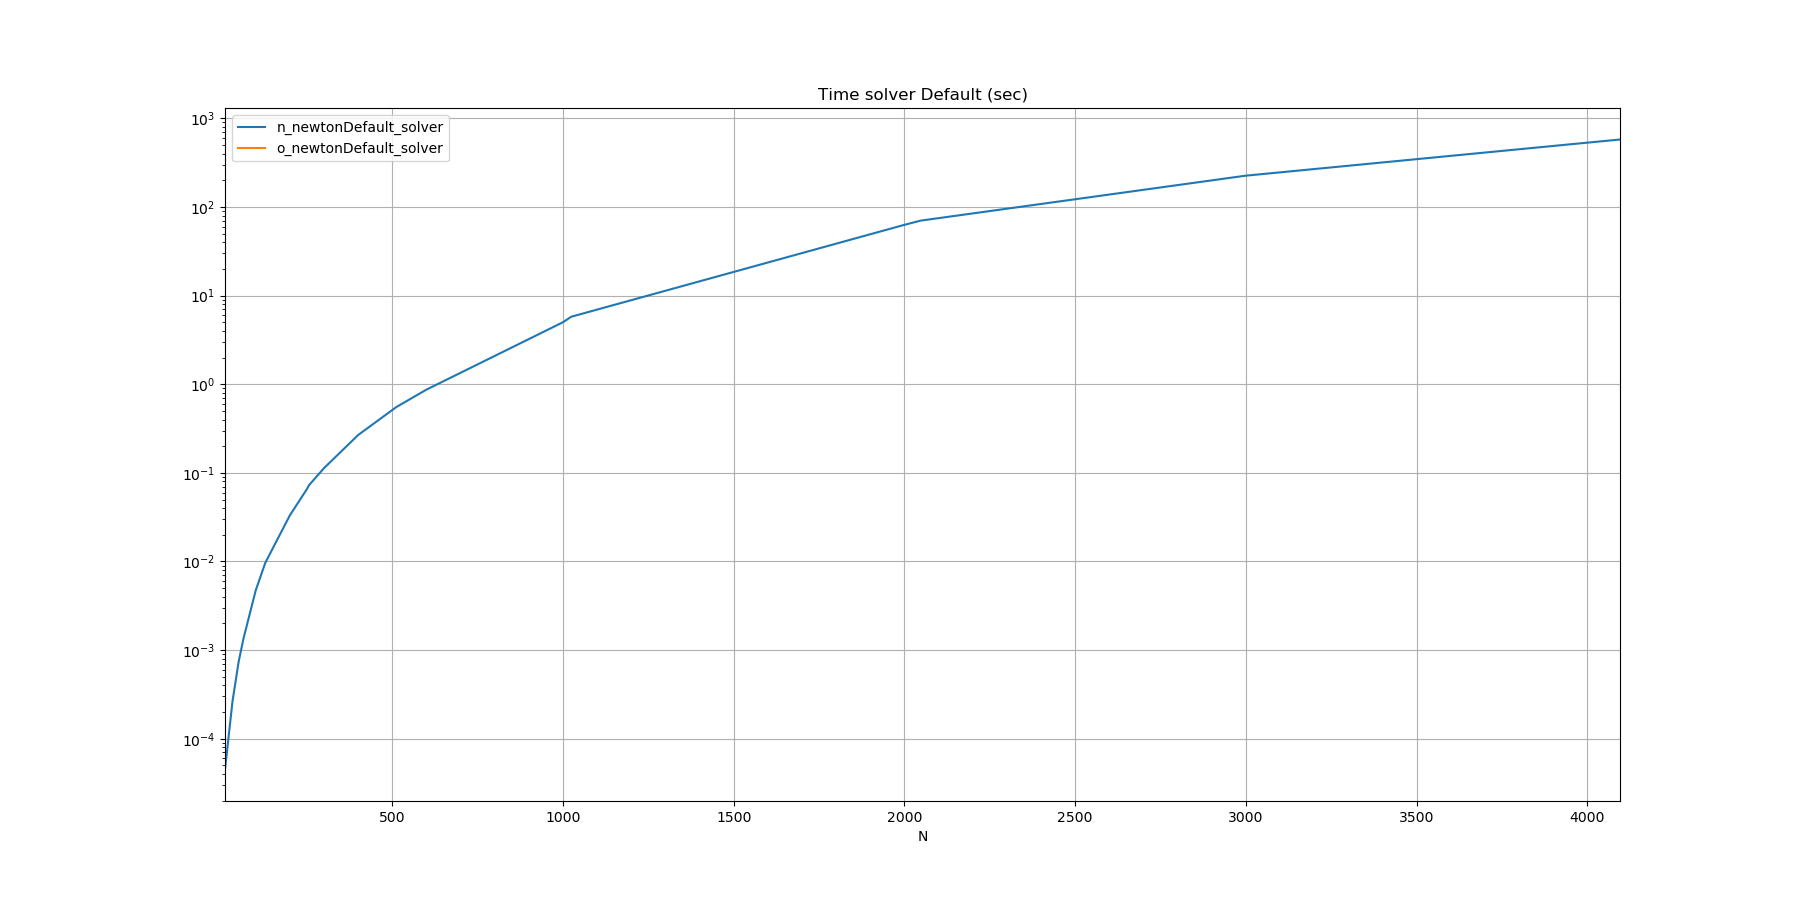 Time solver Default (sec)
n_newtonDefault_solver
o_newtonDefault_solver
10³
10²
10¹
10⁰
10⁻¹
10⁻²
10⁻³
10⁻⁴
500 1000 1500 2000 2500 3000 3500 4000
N